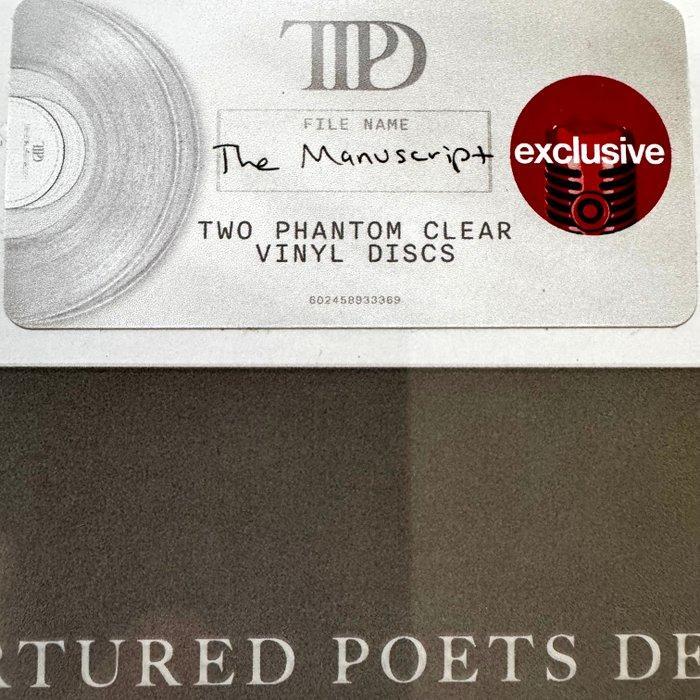 TTPD
FILE NAME
The Manuscript
exclusive
TWO PHANTOM CLEAR
VINYL DISCS
602458933369
RTURED POETS DE